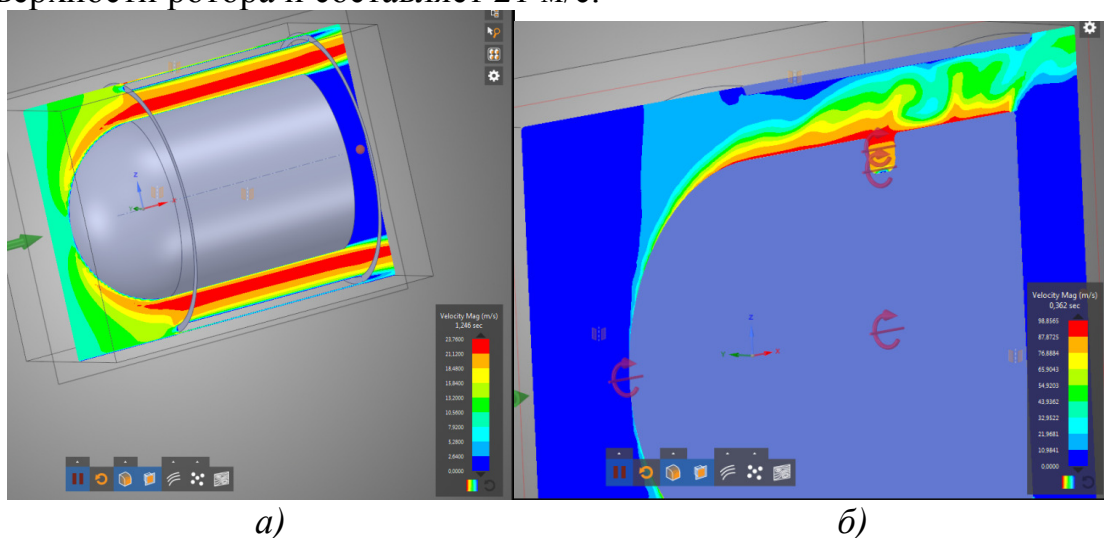 верхности ротора и составляет 21 м/с.
Velocity Mag (m/s)
1,246 sec
23,7600
21,1200
18,4800
15,8400
13,2000
10,5600
7,9200
5,2800
2,6400
0,0000
Z
Velocity Mag (m/s)
0,362 sec
98,8565
87,8725
76,8884
65,9043
54,9203
43,9362
32,9522
21,9681
10,9841
0,0000
Z
Y
X
а)
б)